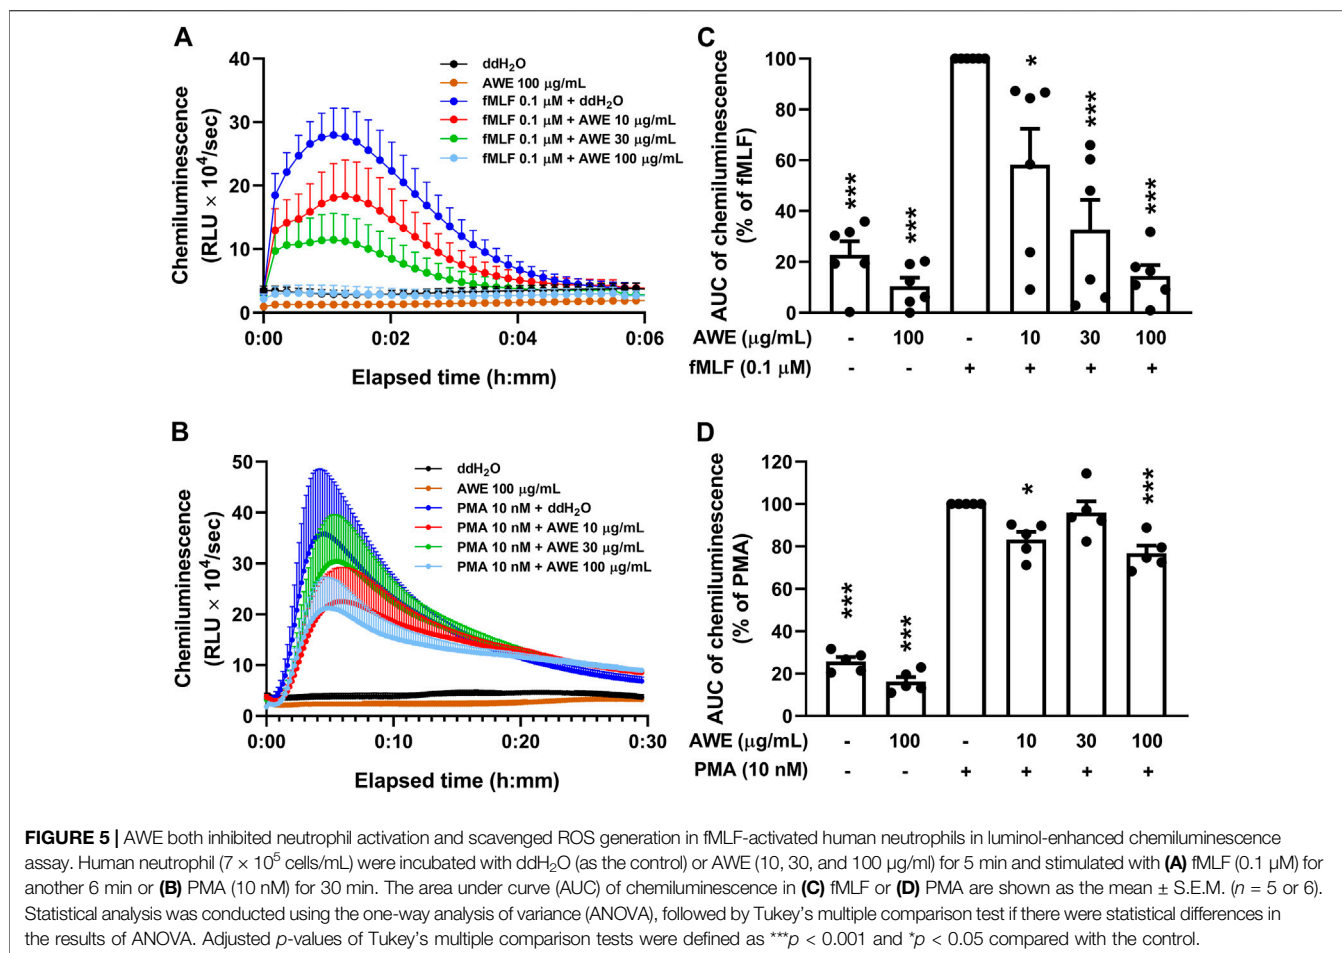 A
Chemiluminescence
(RLU × 10⁴/sec)
40
30
20
10
0
0:00 0:02 0:04 0:06
Elapsed time (h:mm)
ddH₂O
AWE 100 μg/mL
fMLF 0.1 μM + ddH₂O
fMLF 0.1 μM + AWE 10 μg/mL
fMLF 0.1 μM + AWE 30 μg/mL
fMLF 0.1 μM + AWE 100 μg/mL
C
AUC of chemiluminescence
(% of fMLF)
100
80
60
40
20
0
*** *** * *** ***
AWE (μg/mL) - 100 - 10 30 100
fMLF (0.1 μM) - - + + + +
B
Chemiluminescence
(RLU × 10⁴/sec)
50
40
30
20
10
0
0:00 0:10 0:20 0:30
Elapsed time (h:mm)
ddH₂O
AWE 100 μg/mL
PMA 10 nM + ddH₂O
PMA 10 nM + AWE 10 μg/mL
PMA 10 nM + AWE 30 μg/mL
PMA 10 nM + AWE 100 μg/mL
D
AUC of chemiluminescence
(% of PMA)
120
100
80
60
40
20
0
*** *** * ***
AWE (μg/mL) - 100 - 10 30 100
PMA (10 nM) - - + + + +
FIGURE 5 | AWE both inhibited neutrophil activation and scavenged ROS generation in fMLF-activated human neutrophils in luminol-enhanced chemiluminescence
assay. Human neutrophil (7 × 10⁵ cells/mL) were incubated with ddH₂O (as the control) or AWE (10, 30, and 100 μg/ml) for 5 min and stimulated with (A) fMLF (0.1 μM) for
another 6 min or (B) PMA (10 nM) for 30 min. The area under curve (AUC) of chemiluminescence in (C) fMLF or (D) PMA are shown as the mean ± S.E.M. (n = 5 or 6).
Statistical analysis was conducted using the one-way analysis of variance (ANOVA), followed by Tukey's multiple comparison test if there were statistical differences in
the results of ANOVA. Adjusted p-values of Tukey's multiple comparison tests were defined as ***p < 0.001 and *p < 0.05 compared with the control.